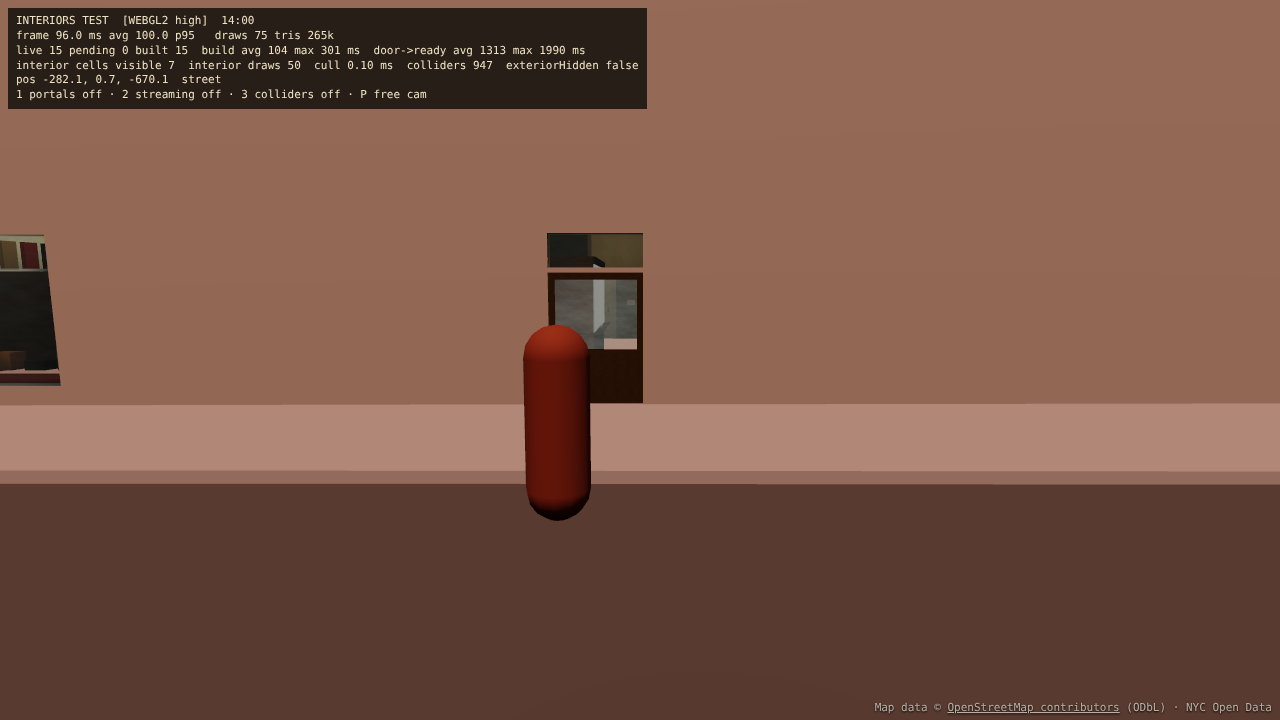 INTERIORS TEST  [WEBGL2 high]  14:00
frame 96.0 ms avg 100.0 p95   draws 75 tris 265k
live 15 pending 0 built 15  build avg 104 max 301 ms  door->ready avg 1313 max 1990 ms
interior cells visible 7  interior draws 50  cull 0.10 ms  colliders 947  exteriorHidden false
pos -282.1, 0.7, -670.1  street
1 portals off · 2 streaming off · 3 colliders off · P free cam
Map data © OpenStreetMap contributors (ODbL) · NYC Open Data